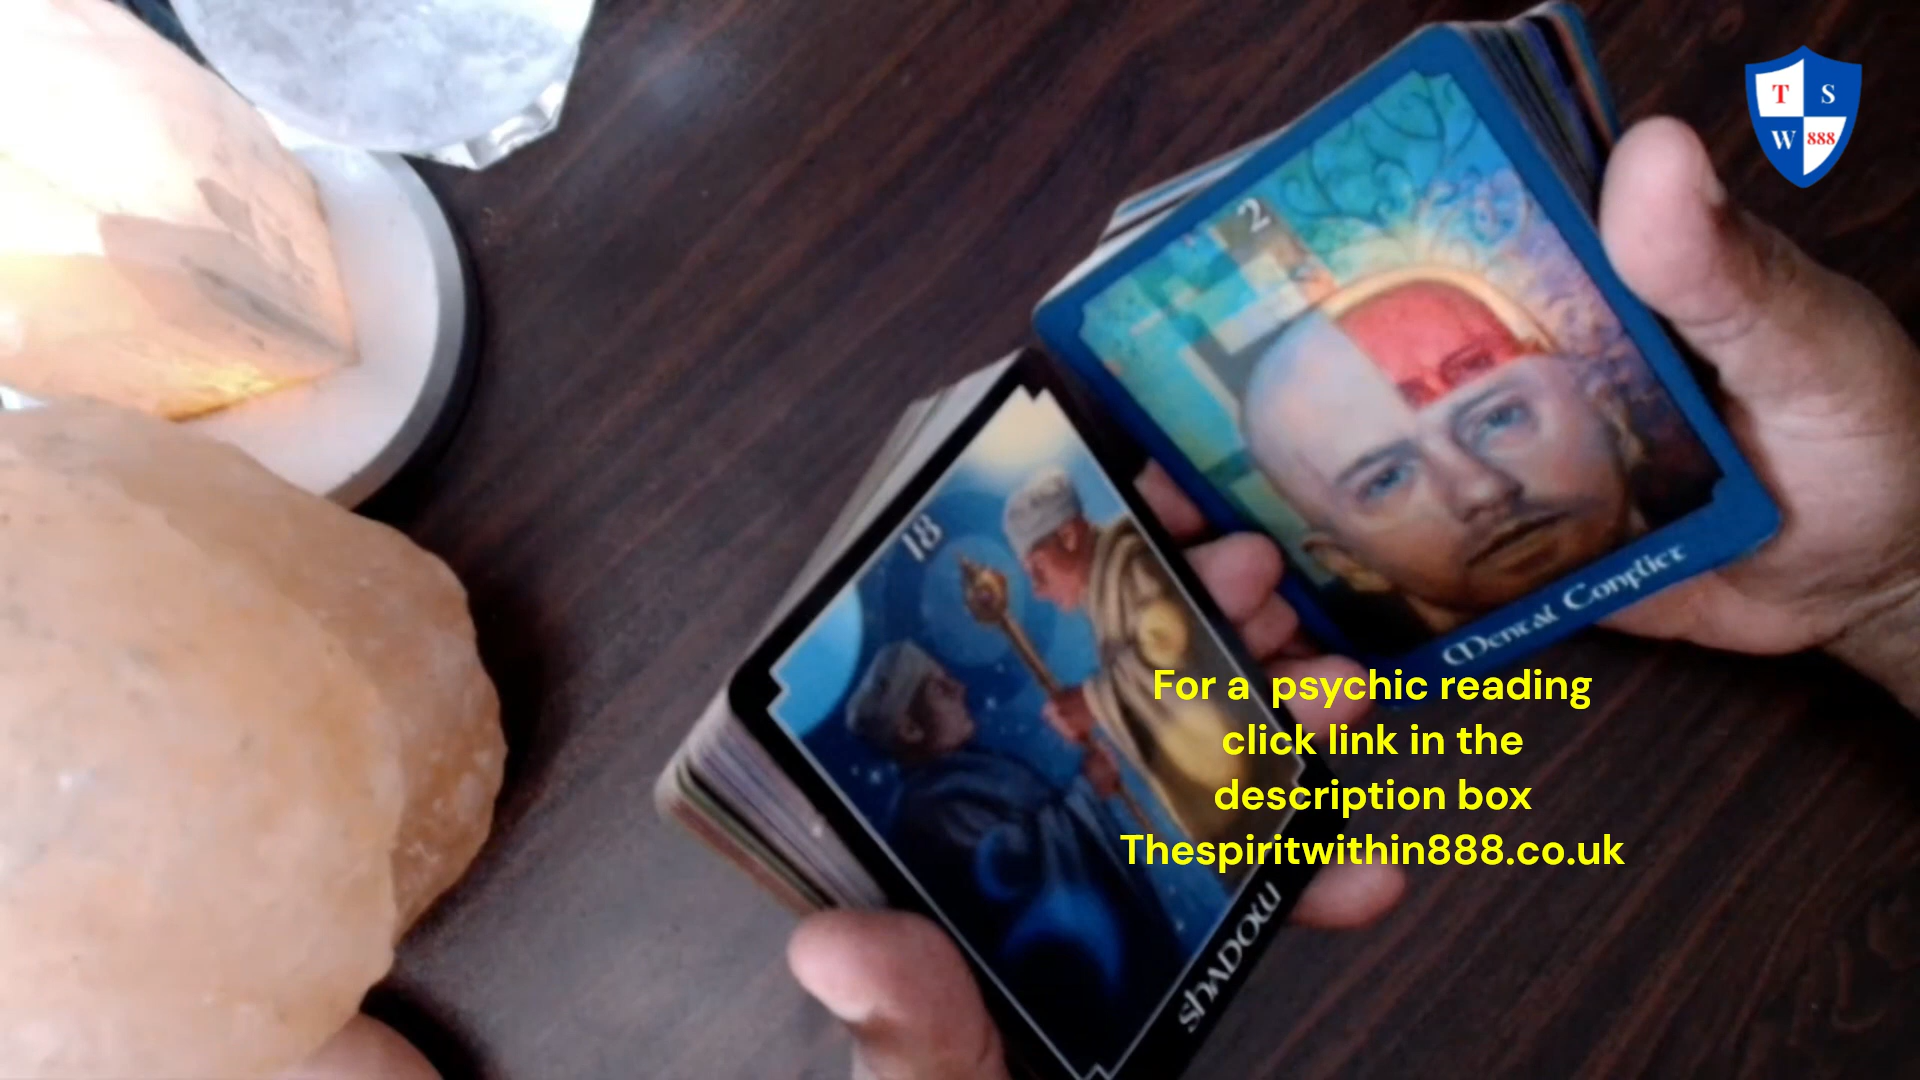 T S
W 888
2
Mental Conflict
18
SHADOW
For a  psychic reading
click link in the
description box
Thespiritwithin888.co.uk